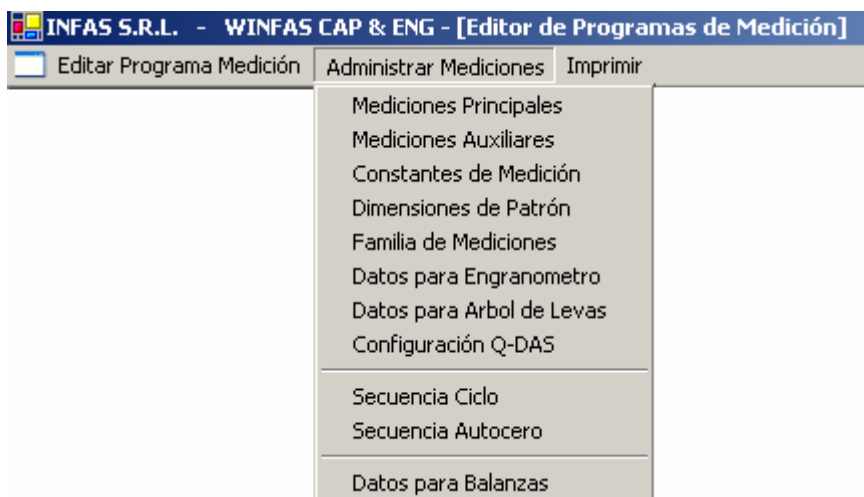 INFAS S.R.L. - WINFAS CAP & ENG - [Editor de Programas de Medición]
Editar Programa Medición Administrar Mediciones Imprimir
Mediciones Principales
Mediciones Auxiliares
Constantes de Medición
Dimensiones de Patrón
Familia de Mediciones
Datos para Engranometro
Datos para Arbol de Levas
Configuración Q-DAS
Secuencia Ciclo
Secuencia Autocero
Datos para Balanzas